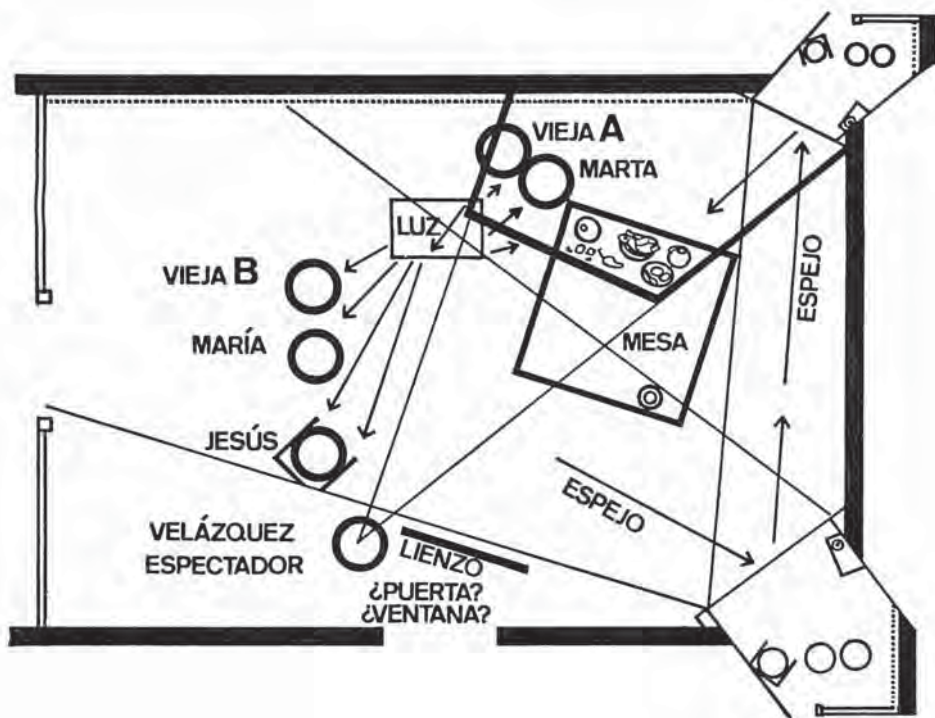 VIEJA A
MARTA
LUZ
VIEJA B
MARÍA
MESA
ESPEJO
JESÚS
ESPEJO
VELÁZQUEZ
ESPECTADOR
LIENZO
¿PUERTA?
¿VENTANA?